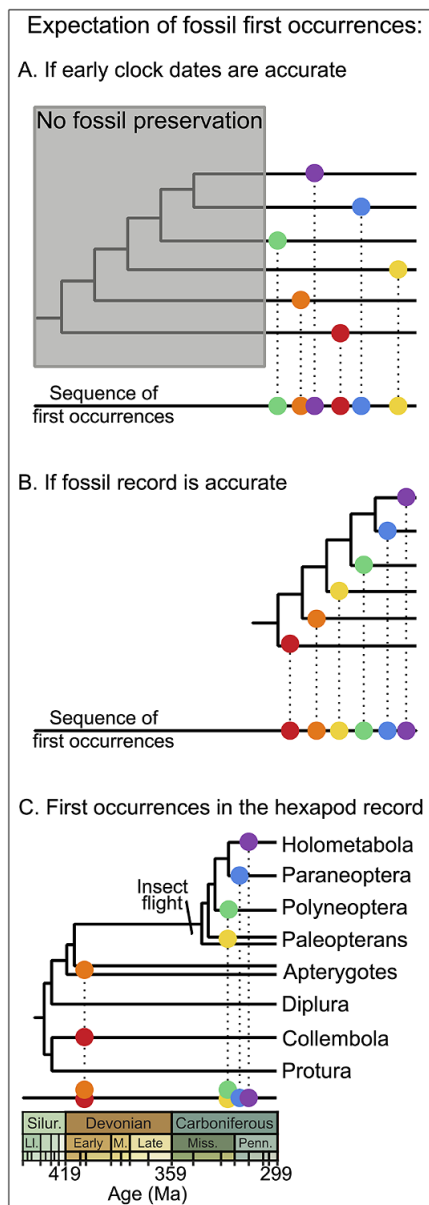 Expectation of fossil first occurrences:
A. If early clock dates are accurate
No fossil preservation
Sequence of
first occurrences
B. If fossil record is accurate
Sequence of
first occurrences
C. First occurrences in the hexapod record
Holometabola
Insect
flight
Paraneoptera
Polyneoptera
Paleopterans
Apterygotes
Diplura
Collembola
Protura
Silur. Devonian Carboniferous
Ll. Early M. Late Miss. Penn.
419 359 299
Age (Ma)